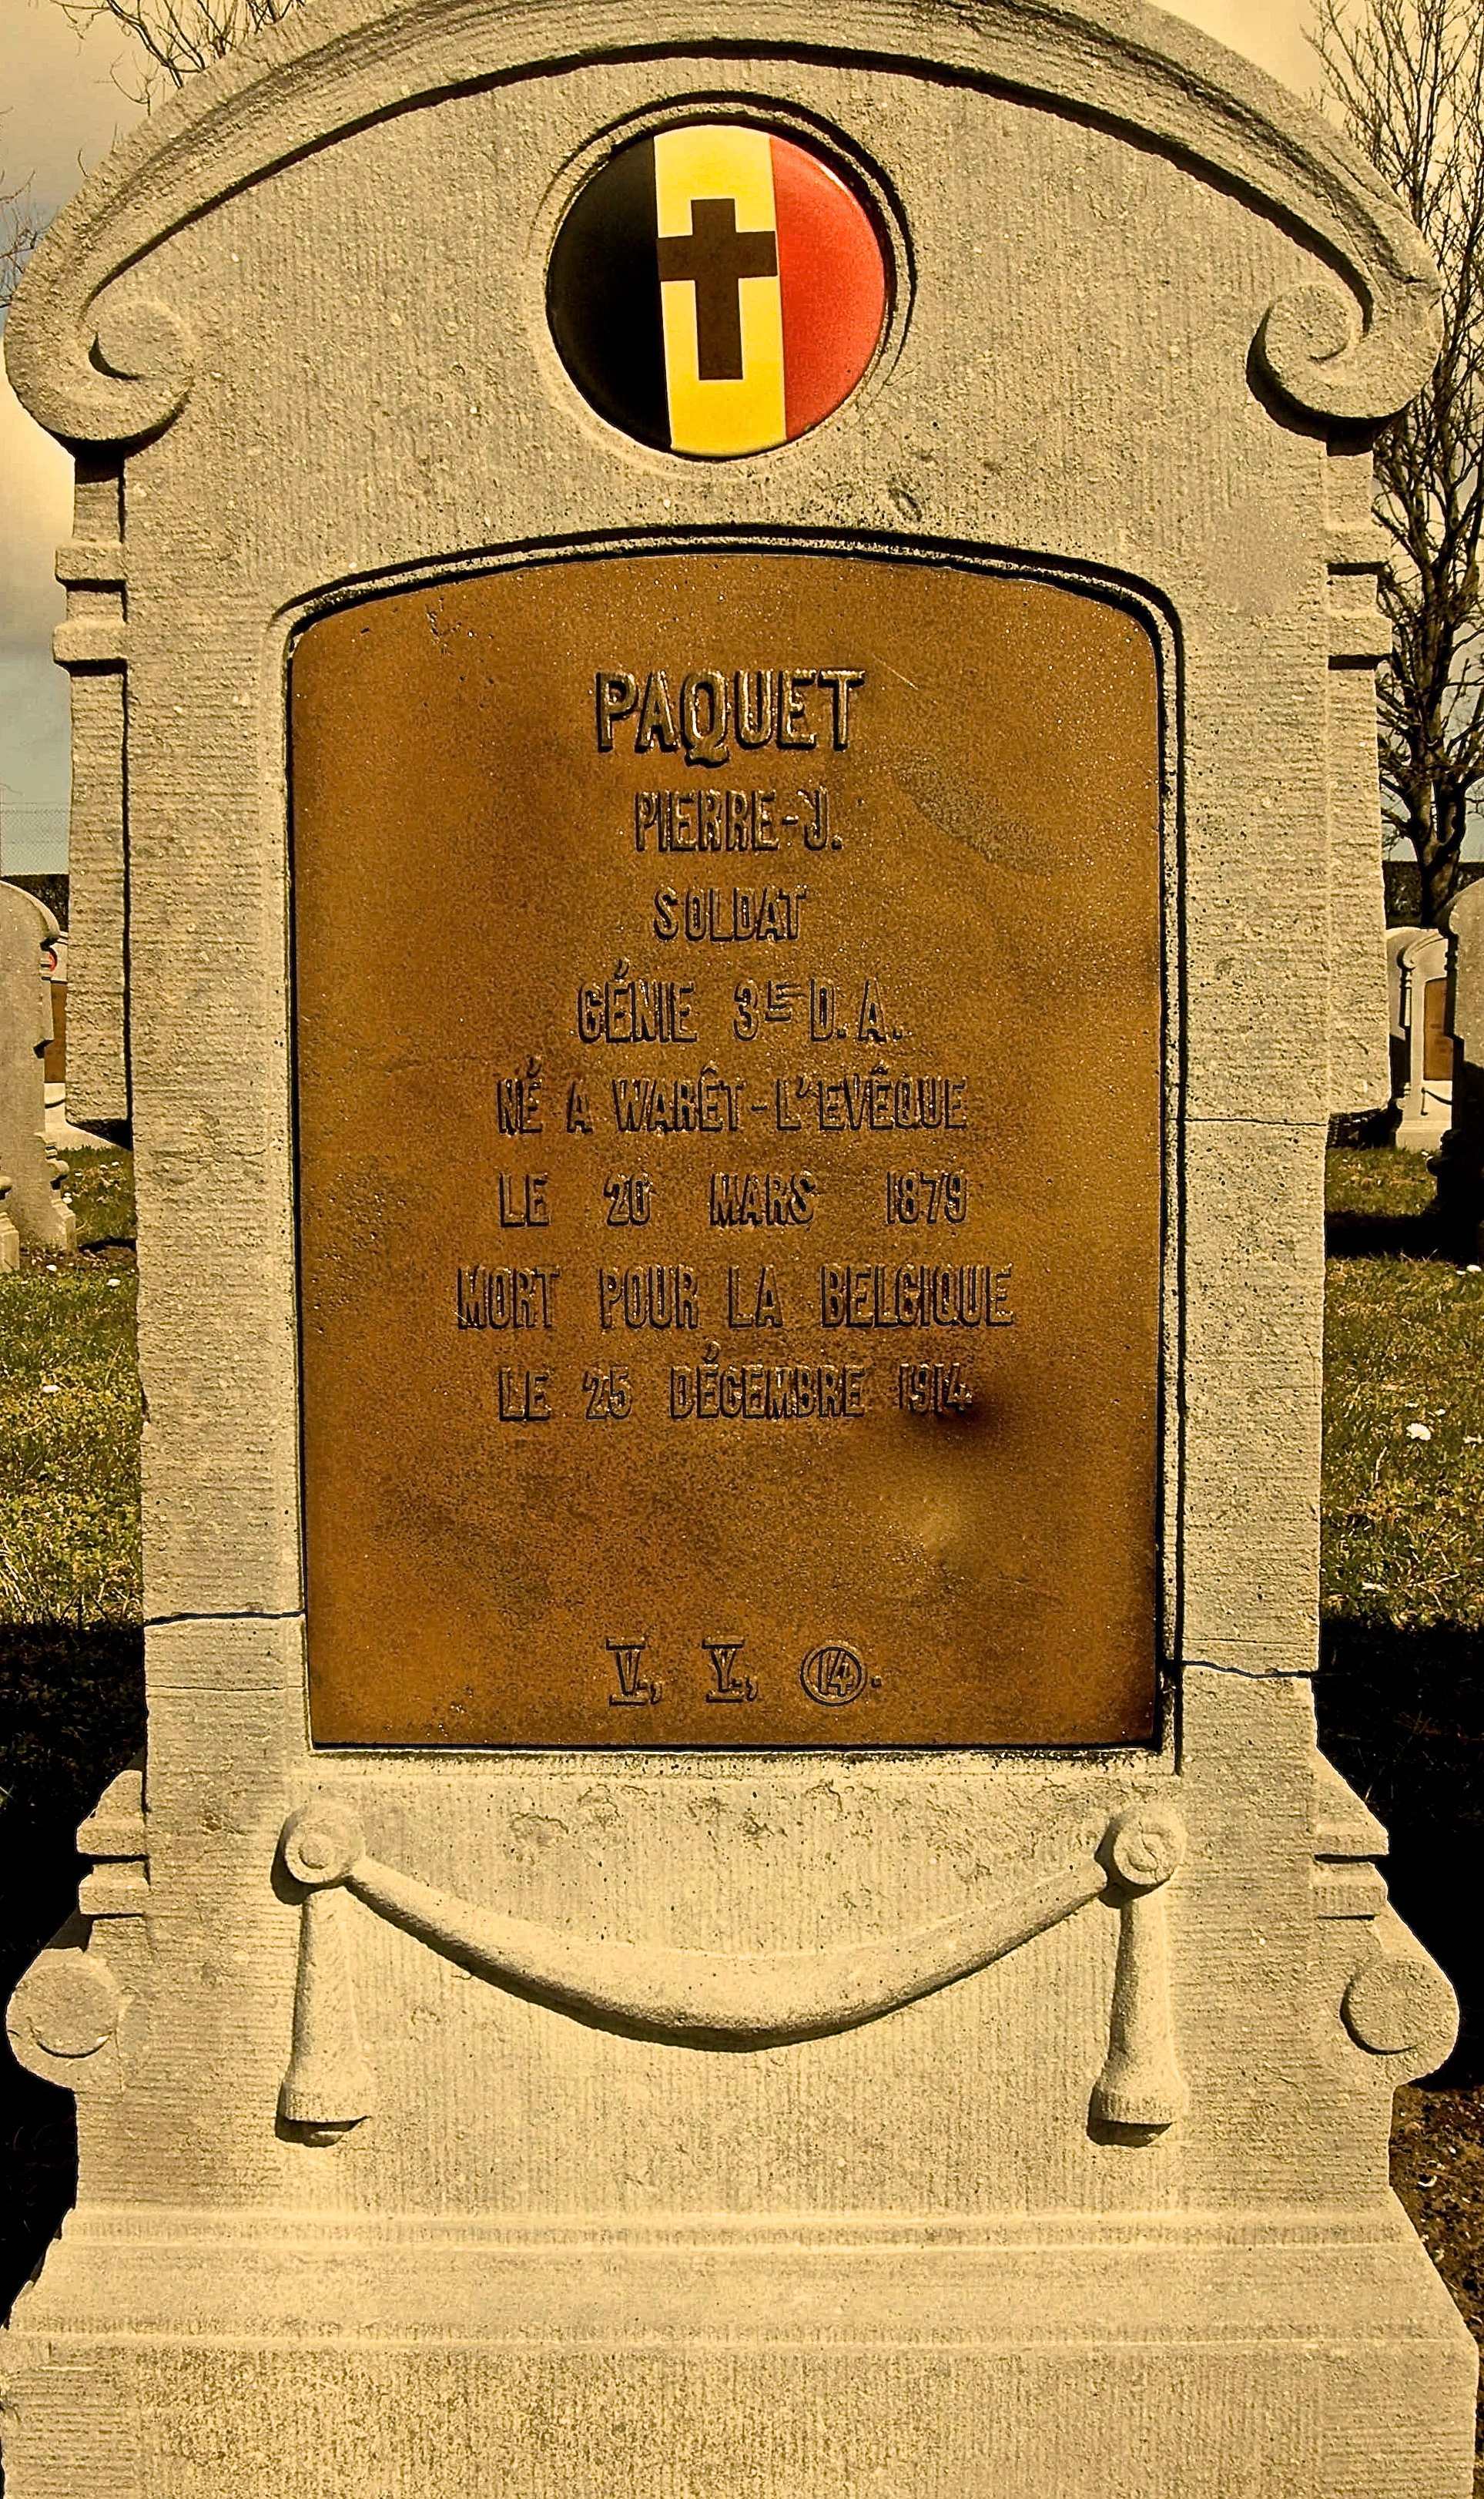 PAQUET
PIERRE-J.
SOLDAT
GÉNIE 3E D.A.
NÉ A WARÊT-L'EVÊQUE
LE 20 MARS 1879
MORT POUR LA BELGIQUE
LE 25 DÉCEMBRE 1914
V, V, 14.